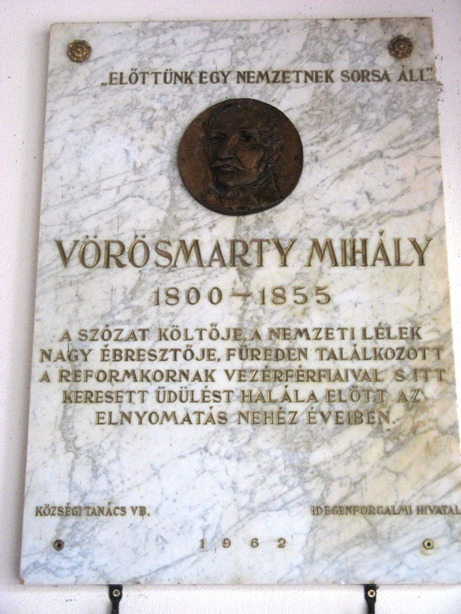 „ELŐTTÜNK EGY NEMZETNEK SORSA ÁLL”
VÖRÖSMARTY MIHÁLY
1800-1855
A SZÓZAT KÖLTŐJE, A NEMZETI LÉLEK
NAGY ÉBRESZTŐJE, FÜREDEN TALÁLKOZOTT
A REFORMKORNAK VEZÉRFÉRFIAIVAL S ITT
KERESETT ÜDÜLÉST HALÁLA ELŐTT AZ
ELNYOMATÁS NEHÉZ ÉVEIBEN.
KÖZSÉGI TANÁCS VB. IDEGENFORGALMI HIVATAL
1962